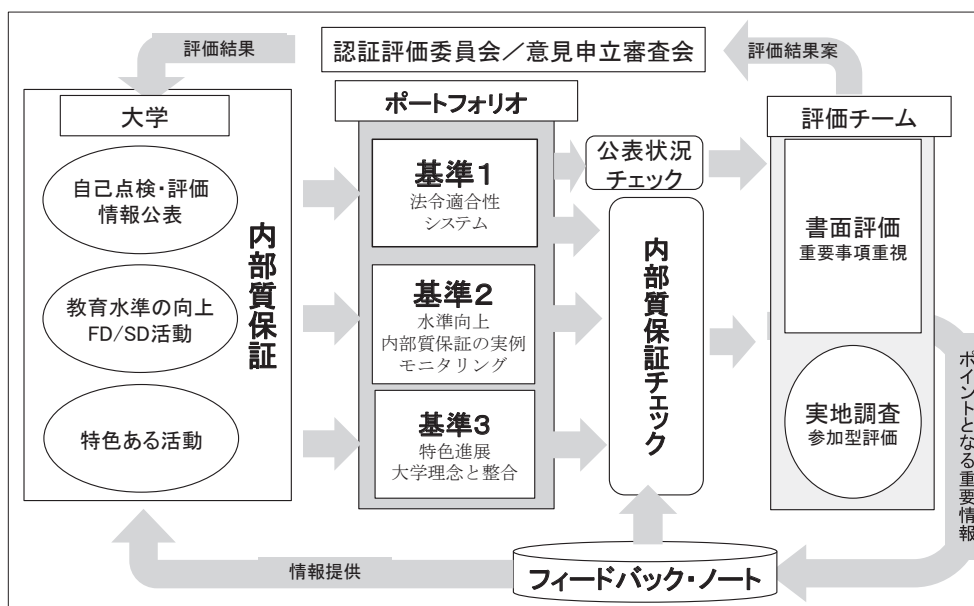 評価結果
認証評価委員会／意見申立審査会
評価結果案
大学
自己点検・評価
情報公表
教育水準の向上
FD/SD活動
特色ある活動
内部質保証
ポートフォリオ
基準1
法令適合性
システム
基準2
水準向上
内部質保証の実例
モニタリング
基準3
特色進展
大学理念と整合
公表状況
チェック
内部質保証チェック
評価チーム
書面評価
重要事項重視
実地調査
参加型評価
ポイントとなる重要情報
情報提供
フィードバック・ノート